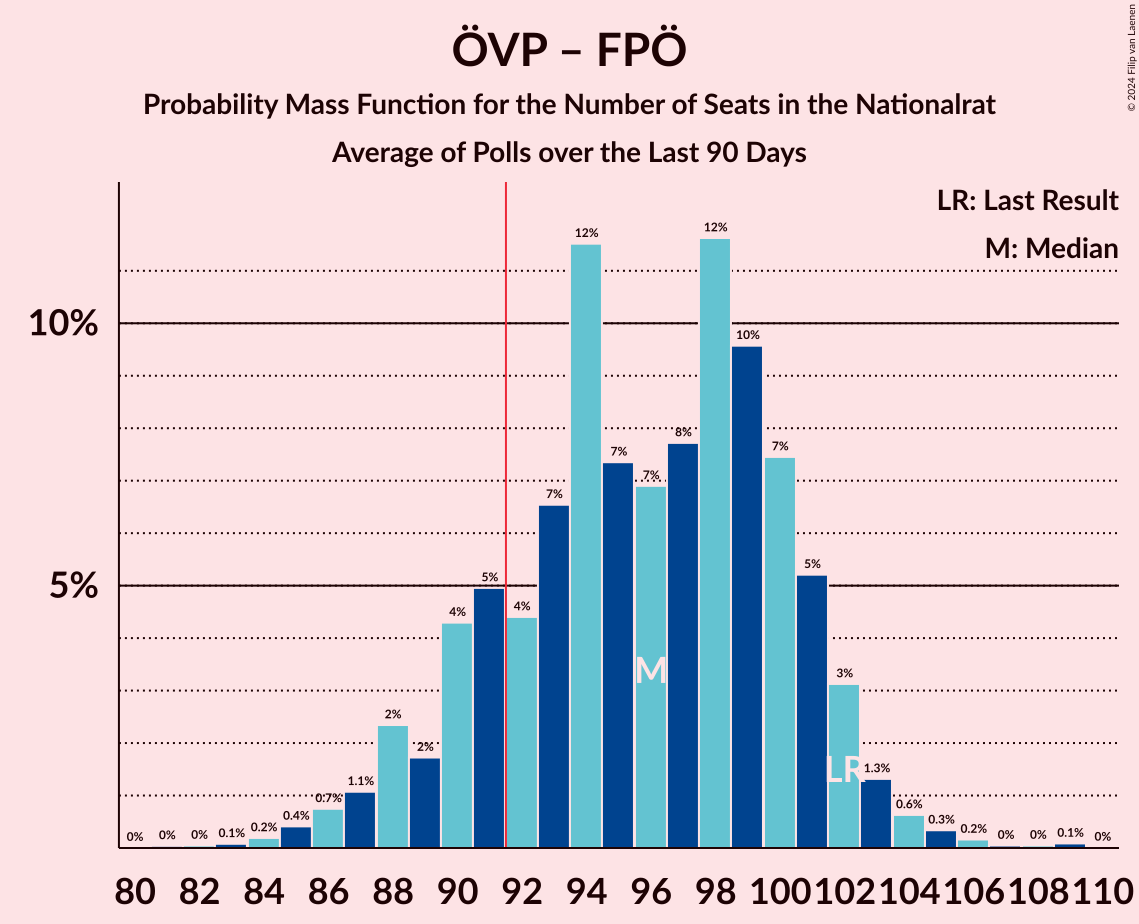 ÖVP – FPÖ
Probability Mass Function for the Number of Seats in the Nationalrat
Average of Polls over the Last 90 Days
© 2024 Filip van Laenen
LR: Last Result
M: Median
10%
5%
0% 0% 0% 0.1% 0.2% 0.4% 0.7% 1.1% 2% 2% 4% 5% 4% 7% 12% 7% 7% 8% 12% 10% 7% 5% 3% 1.3% 0.6% 0.3% 0.2% 0% 0% 0.1% 0%
M
LR
80 82 84 86 88 90 92 94 96 98 100 102 104 106 108 110